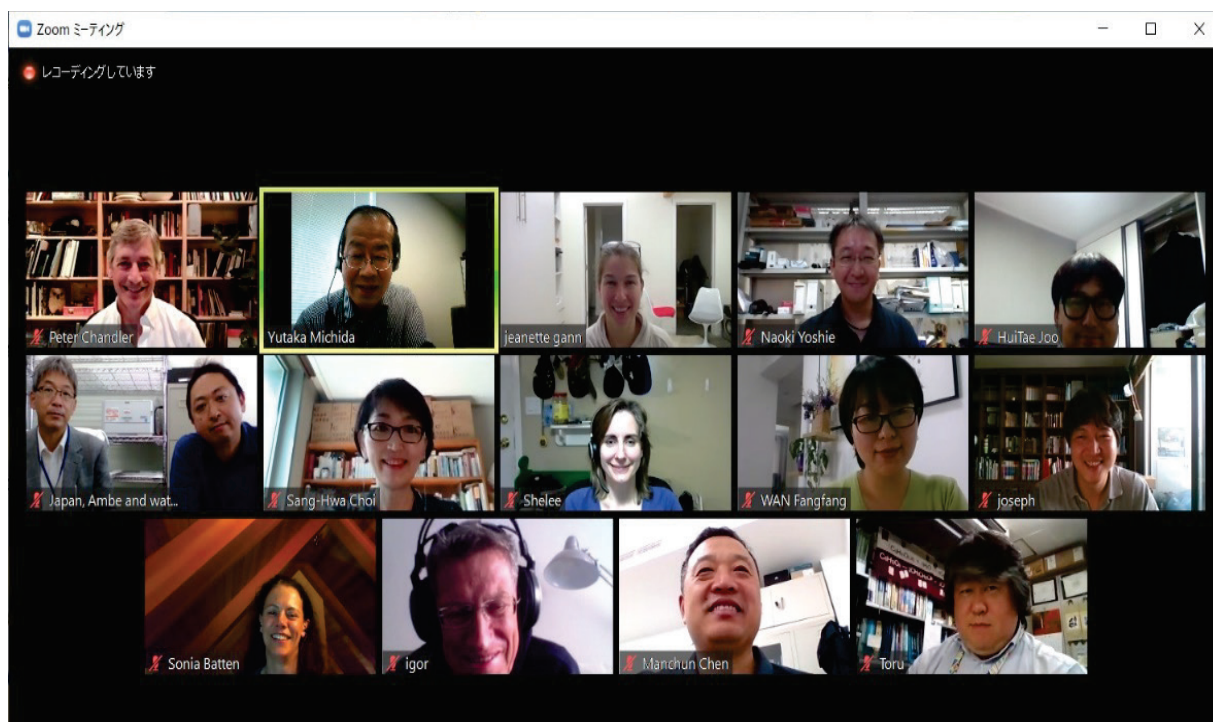 Zoom ミーティング
レコーディングしています
Peter Chandler
Yutaka Michida
jeanette gann
Naoki Yoshie
HuiTae Joo
Japan, Ambe and wat...
Sang-Hwa Choi
Shelee
WAN Fangfang
joseph
Sonia Batten
igor
Manchun Chen
Toru